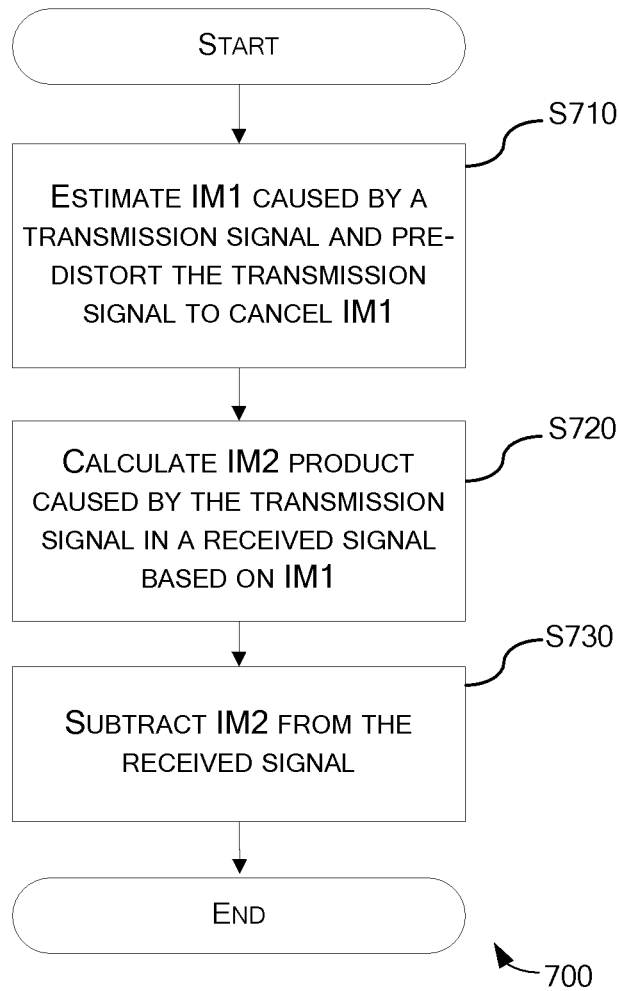 START
S710
ESTIMATE IM1 CAUSED BY A
TRANSMISSION SIGNAL AND PRE-
DISTORT THE TRANSMISSION
SIGNAL TO CANCEL IM1
S720
CALCULATE IM2 PRODUCT
CAUSED BY THE TRANSMISSION
SIGNAL IN A RECEIVED SIGNAL
BASED ON IM1
S730
SUBTRACT IM2 FROM THE
RECEIVED SIGNAL
END
700